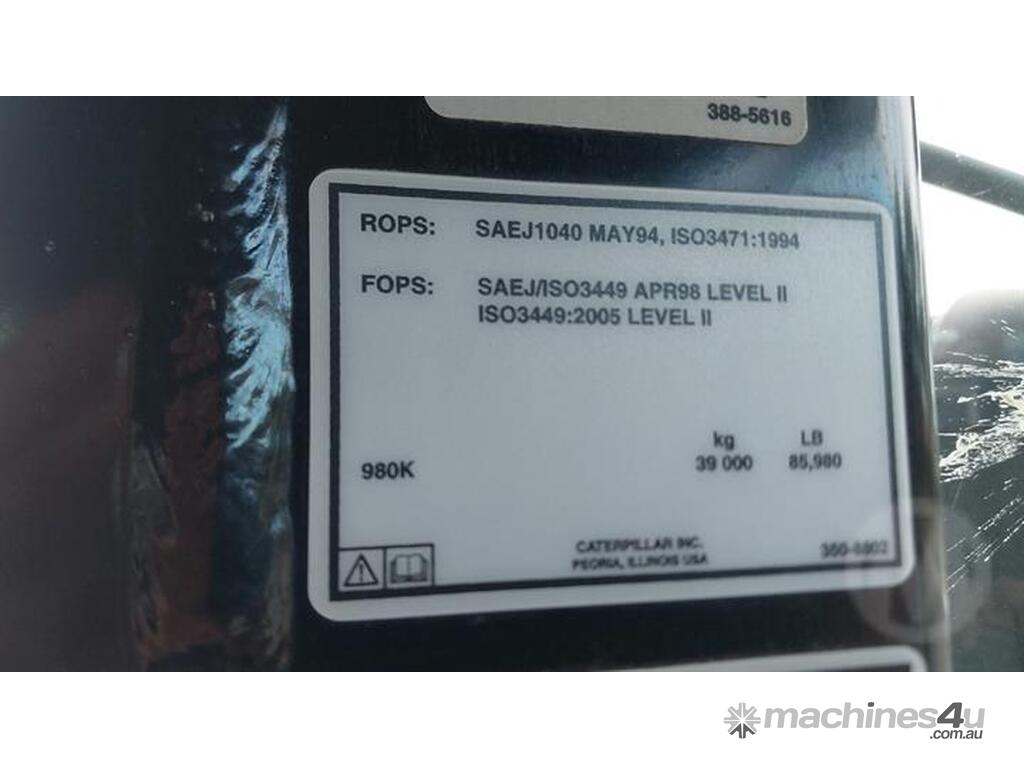 388-5616
ROPS: SAEJ1040 MAY94, ISO3471:1994
FOPS: SAEJ/ISO3449 APR98 LEVEL II
ISO3449:2005 LEVEL II
kg LB
980K 39 000 85,980
CATERPILLAR INC.
PEORIA, ILLINOIS USA
machines4u
.com.au